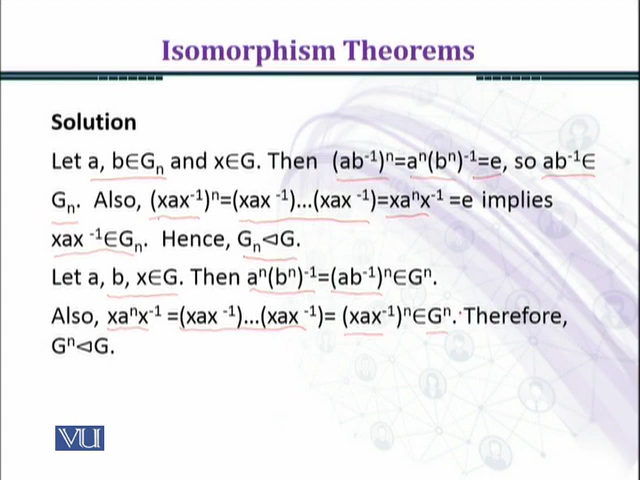 Isomorphism Theorems
Solution
Let a, b∈Gₙ and x∈G. Then (ab⁻¹)ⁿ=aⁿ(bⁿ)⁻¹=e, so ab⁻¹∈
Gₙ. Also, (xax⁻¹)ⁿ=(xax ⁻¹)...(xax ⁻¹)=xaⁿx⁻¹ =e implies
xax ⁻¹∈Gₙ. Hence, Gₙ⊲G.
Let a, b, x∈G. Then aⁿ(bⁿ)⁻¹=(ab⁻¹)ⁿ∈Gⁿ.
Also, xaⁿx⁻¹ =(xax ⁻¹)...(xax ⁻¹)= (xax⁻¹)ⁿ∈Gⁿ. Therefore,
Gⁿ⊲G.
VU